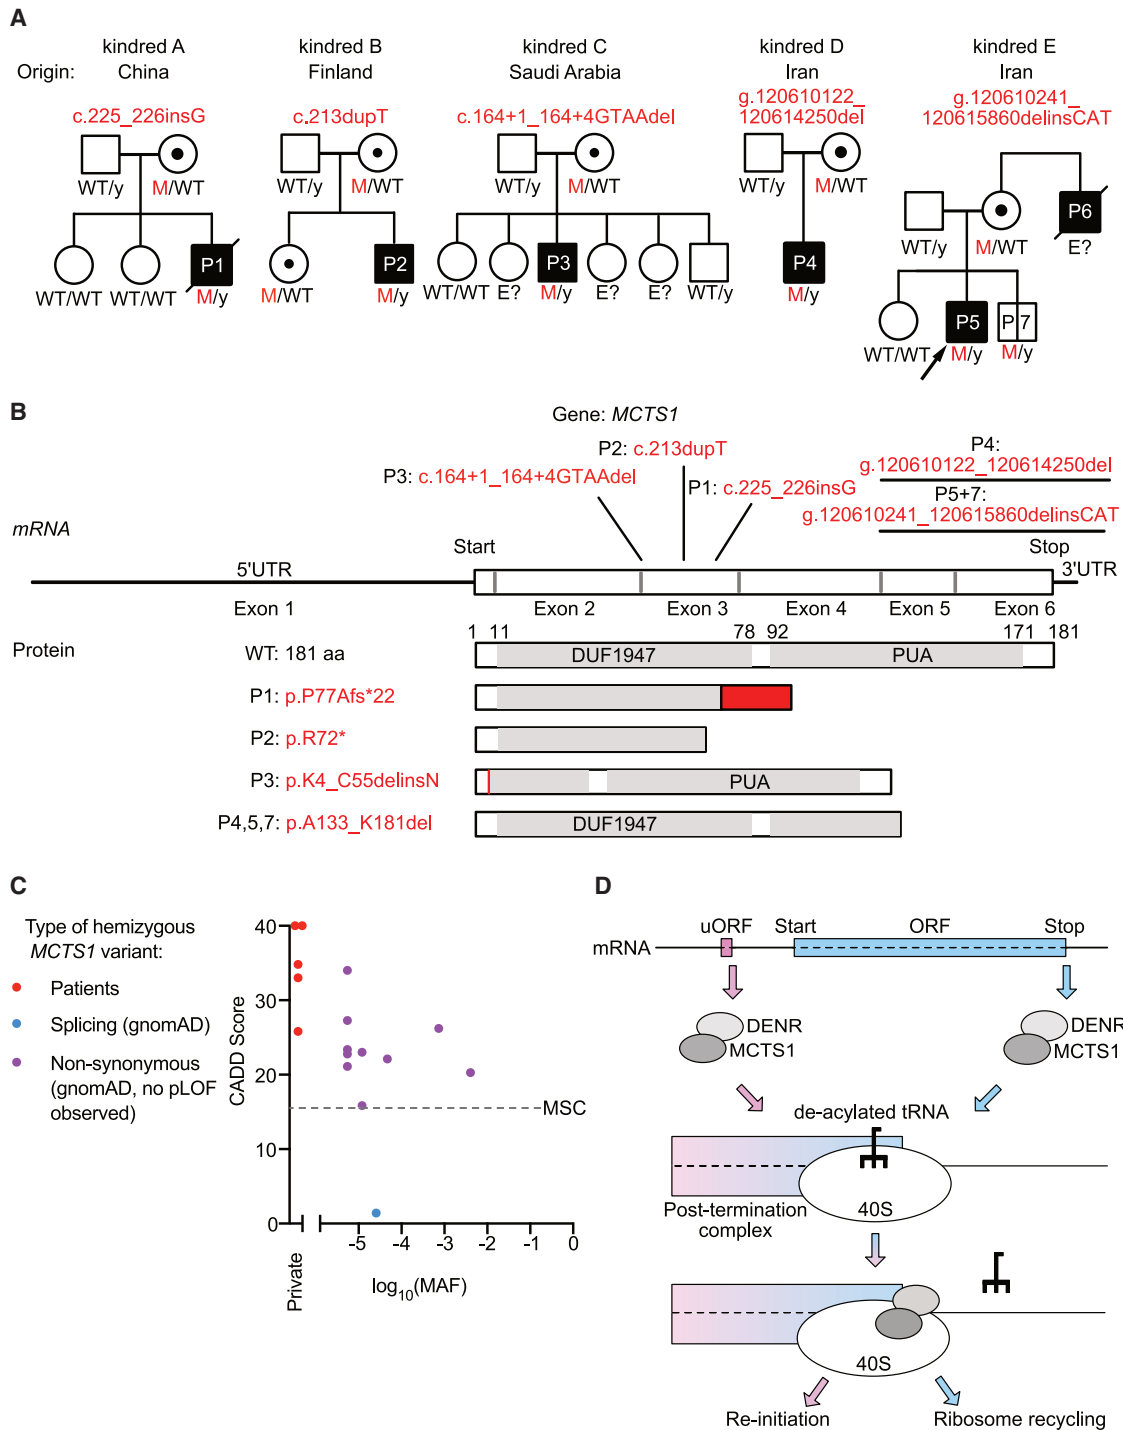 A
kindred A
kindred B
kindred C
kindred D
kindred E
Origin:
China
Finland
Saudi Arabia
Iran
Iran
c.225_226insG
c.213dupT
c.164+1_164+4GTAAdel
g.120610122_
120614250del
g.120610241_
120615860delinsCAT
WT/y
M/WT
WT/y
M/WT
WT/y
M/WT
WT/y
M/WT
WT/y
M/WT
P6
E?
P1
WT/WT
WT/WT
M/y
P2
M/WT
M/y
P3
WT/WT
E?
M/y
E?
E?
WT/y
P4
M/y
P5
P7
WT/WT
M/y
M/y
B
Gene: MCTS1
P3: c.164+1_164+4GTAAdel
P2: c.213dupT
P1: c.225_226insG
P4:
g.120610122_120614250del
P5+7:
g.120610241_120615860delinsCAT
mRNA
5'UTR
Start
Stop
3'UTR
Exon 1
Exon 2
Exon 3
Exon 4
Exon 5
Exon 6
1
11
78
92
171
181
Protein
WT: 181 aa
DUF1947
PUA
P1: p.P77Afs*22
P2: p.R72*
P3: p.K4_C55delinsN
PUA
P4,5,7: p.A133_K181del
DUF1947
C
Type of hemizygous
MCTS1 variant:
Patients
Splicing (gnomAD)
Non-synonymous
(gnomAD, no pLOF
observed)
CADD Score
40
30
20
10
0
MSC
Private
-5
-4
-3
-2
-1
0
log10(MAF)
D
mRNA
uORF
Start
ORF
Stop
DENR
MCTS1
DENR
MCTS1
de-acylated tRNA
40S
Post-termination
complex
40S
Re-initiation
Ribosome recycling